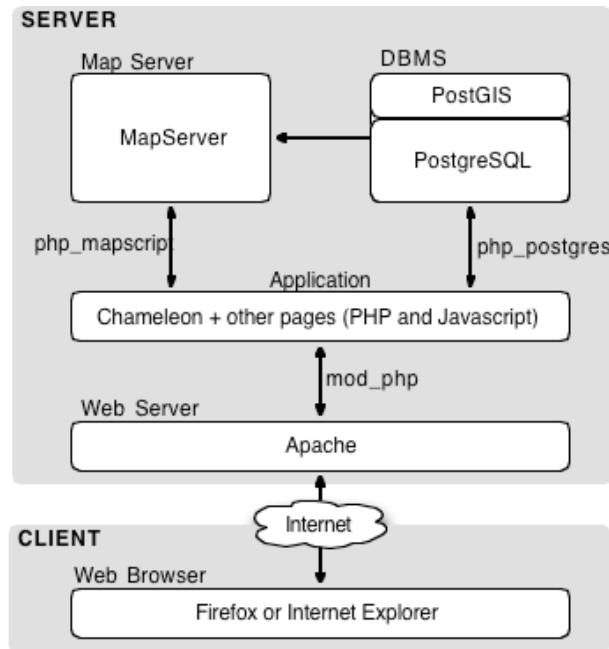 SERVER
Map Server
DBMS
MapServer
PostGIS
PostgreSQL
php_mapscript
php_postgres
Application
Chameleon + other pages (PHP and Javascript)
mod_php
Web Server
Apache
Internet
CLIENT
Web Browser
Firefox or Internet Explorer